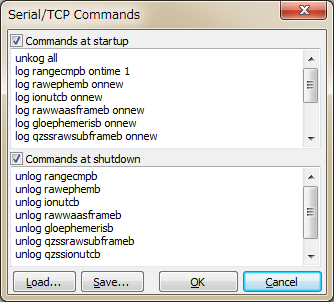 Serial/TCP Commands
Commands at startup
unkog all
log rangecmpb ontime 1
log rawephemb onnew
log ionutcb onnew
log rawwaasframeb onnew
log gloephemerisb onnew
log qzssrawsubframeb onnew
Commands at shutdown
unlog rangecmpb
unlog rawephemb
unlog ionutcb
unlog rawwaasframeb
unlog gloephemerisb
unlog qzssrawsubframeb
unlog qzssionutcb
Load... Save... OK Cancel